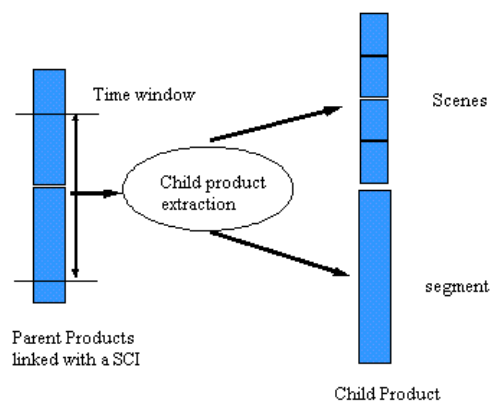 Time window
Scenes
Child product
extraction
segment
Parent Products
linked with a SCI
Child Product